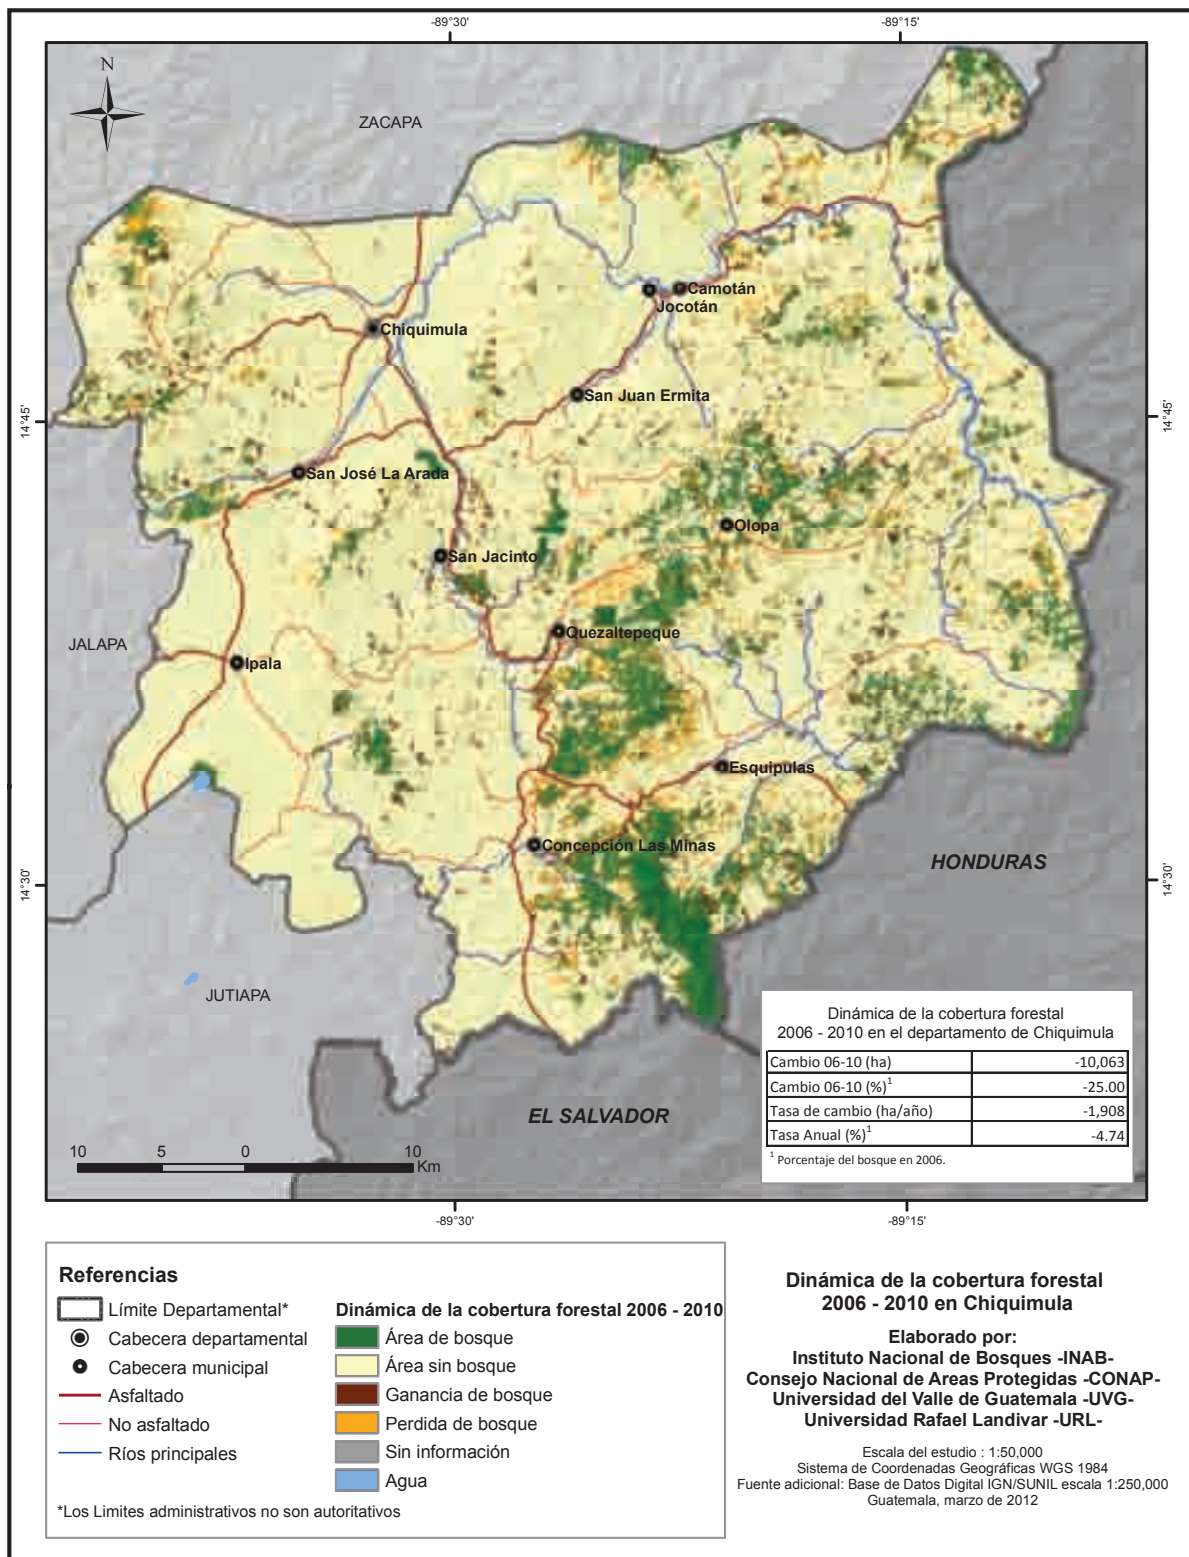 -89°30'
-89°15'
N
ZACAPA
Camotán
Jocotán
Chiquimula
San Juan Ermita
14°45'
14°45'
San José La Arada
Olopa
San Jacinto
Quezaltepeque
JALAPA
Ipala
Esquipulas
Concepción Las Minas
HONDURAS
14°30'
14°30'
JUTIAPA
EL SALVADOR
Dinámica de la cobertura forestal
2006 - 2010 en el departamento de Chiquimula
Cambio 06-10 (ha) -10,063
Cambio 06-10 (%)¹ -25.00
Tasa de cambio (ha/año) -1,908
Tasa Anual (%)¹ -4.74
¹ Porcentaje del bosque en 2006.
10 5 0 10
Km
-89°30'
-89°15'
Referencias
Límite Departamental*
Cabecera departamental
Cabecera municipal
Asfaltado
No asfaltado
Ríos principales
*Los Limites administrativos no son autoritativos
Dinámica de la cobertura forestal 2006 - 2010
Área de bosque
Área sin bosque
Ganancia de bosque
Perdida de bosque
Sin información
Agua
Dinámica de la cobertura forestal
2006 - 2010 en Chiquimula
Elaborado por:
Instituto Nacional de Bosques -INAB-
Consejo Nacional de Areas Protegidas -CONAP-
Universidad del Valle de Guatemala -UVG-
Universidad Rafael Landivar -URL-
Escala del estudio : 1:50,000
Sistema de Coordenadas Geográficas WGS 1984
Fuente adicional: Base de Datos Digital IGN/SUNIL escala 1:250,000
Guatemala, marzo de 2012